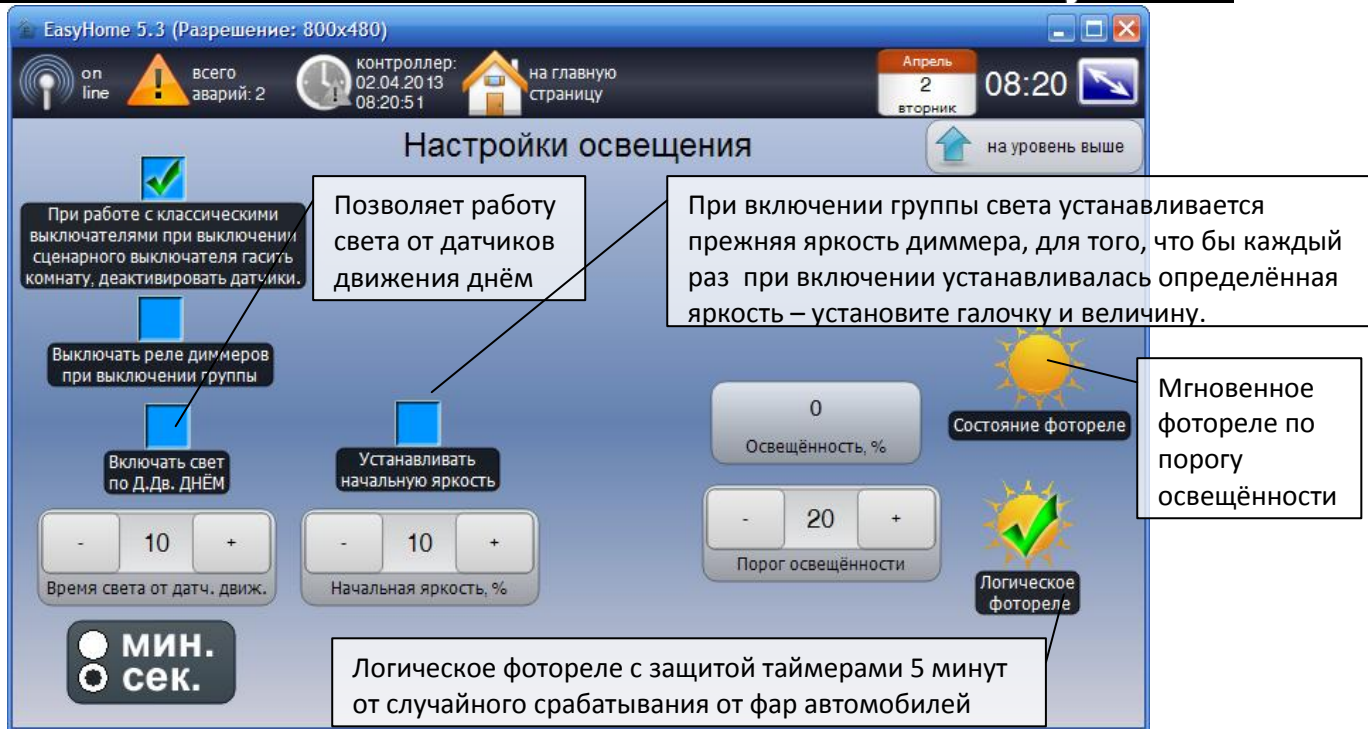 EasyHome 5.3 (Разрешение: 800x480)
on
line
всего
аварий: 2
контроллер:
02.04.2013
08:20:51
на главную
страницу
Апрель
2
вторник
08:20
Настройки освещения
на уровень выше
При работе с классическими
выключателями при выключении
сценарного выключателя гасить
комнату, деактивировать датчики.
Позволяет работу
света от датчиков
движения днём
При включении группы света устанавливается
прежняя яркость диммера, для того, что бы каждый
раз при включении устанавливалась определённая
яркость – установите галочку и величину.
Выключать реле диммеров
при выключении группы
Включать свет
по Д.Дв. ДНЁМ
Устанавливать
начальную яркость
0
Освещённость, %
Состояние фотореле
Мгновенное
фотореле по
порогу
освещённости
- 10 +
Время света от датч. движ.
- 10 +
Начальная яркость, %
- 20 +
Порог освещённости
Логическое
фотореле
мин.
сек.
Логическое фотореле с защитой таймерами 5 минут
от случайного срабатывания от фар автомобилей